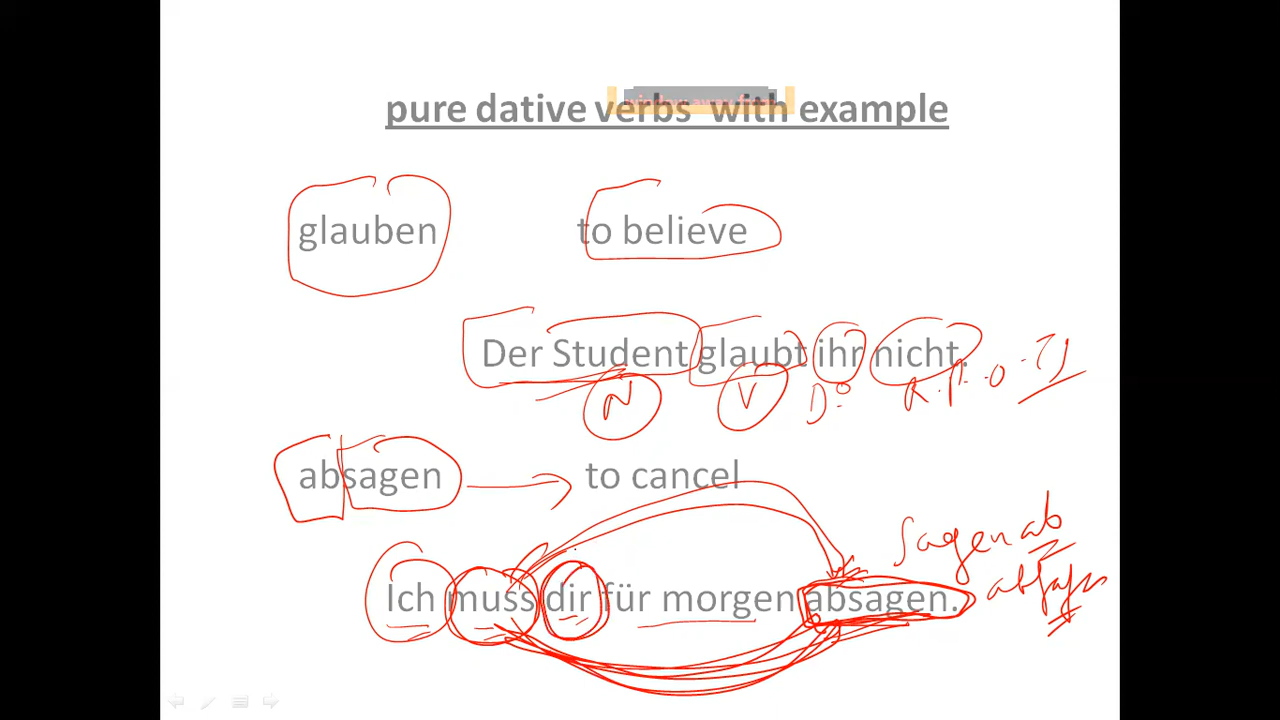 pure dative verbs with example
glauben to believe
Der Student glaubt ihr nicht.
N V D.O R.P.O
absagen to cancel
sagen ab
Ich muss dir für morgen absagen.
absagen